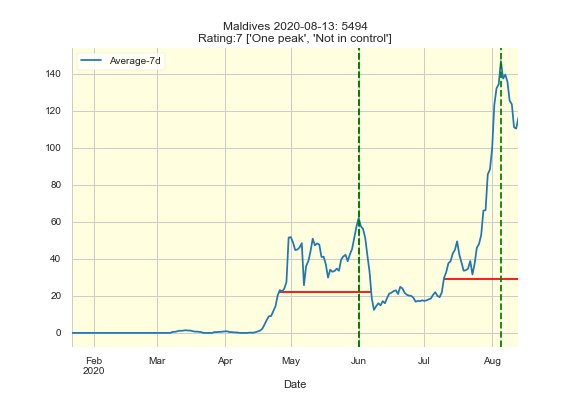 Maldives 2020-08-13: 5494
Rating:7 ['One peak', 'Not in control']
Average-7d
140
120
100
80
60
40
20
0
Feb
2020
Mar
Apr
May
Jun
Jul
Aug
Date